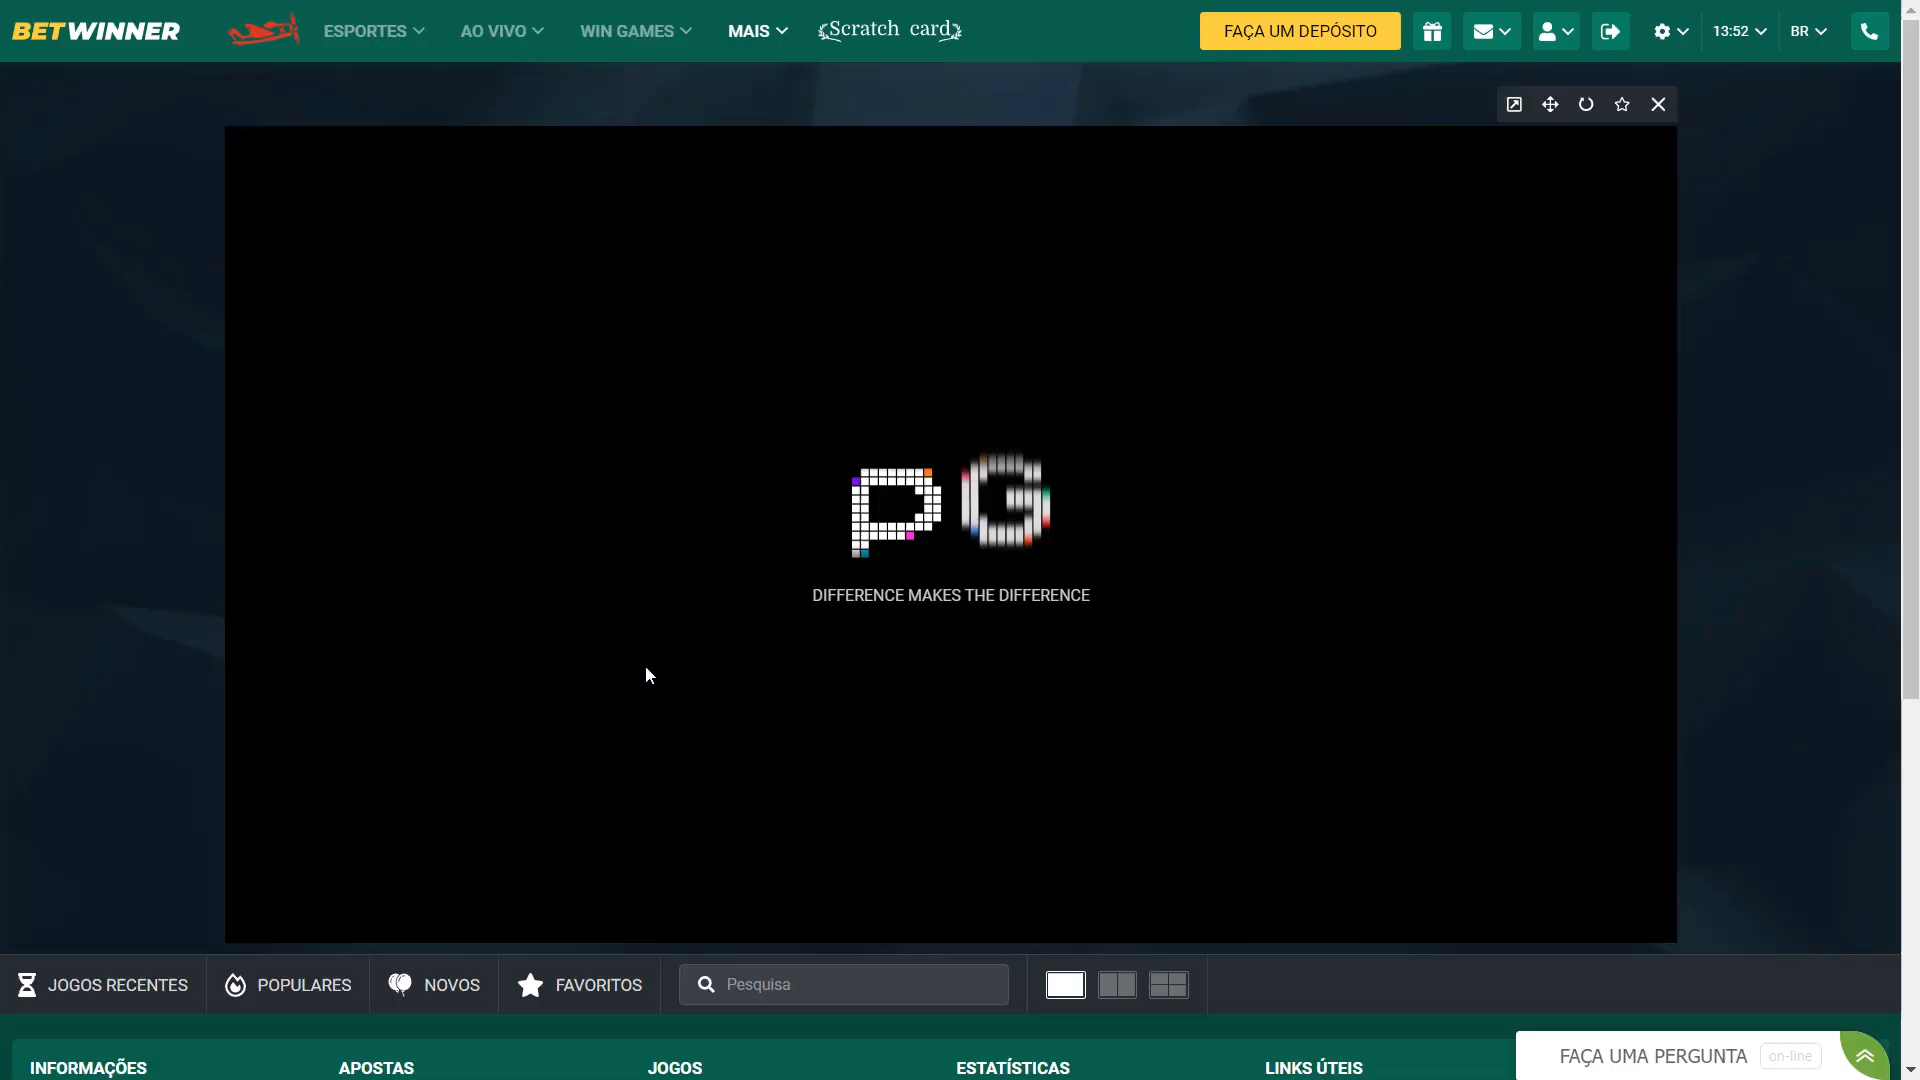 BETWINNER
ESPORTES
AO VIVO
WIN GAMES
MAIS
Scratch card
FAÇA UM DEPÓSITO
13:52
BR
PG
DIFFERENCE MAKES THE DIFFERENCE
JOGOS RECENTES
POPULARES
NOVOS
FAVORITOS
Pesquisa
INFORMAÇÕES
APOSTAS
JOGOS
ESTATÍSTICAS
LINKS ÚTEIS
FAÇA UMA PERGUNTA
on-line